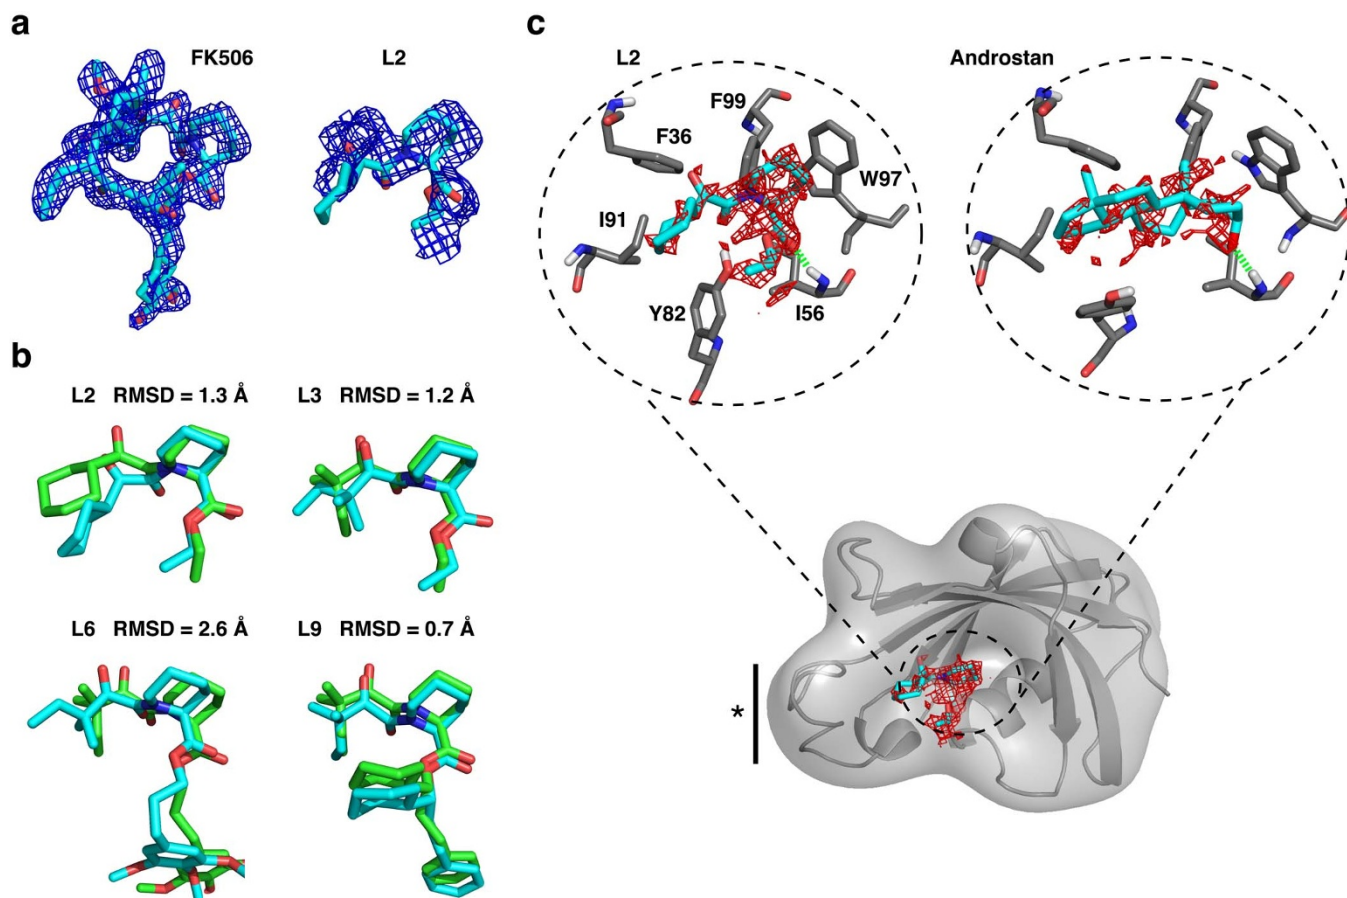 a
FK506
L2
b
L2 RMSD = 1.3 Å
L3 RMSD = 1.2 Å
L6 RMSD = 2.6 Å
L9 RMSD = 0.7 Å
c
L2
Androstan
F99
F36
W97
I91
Y82
I56
*